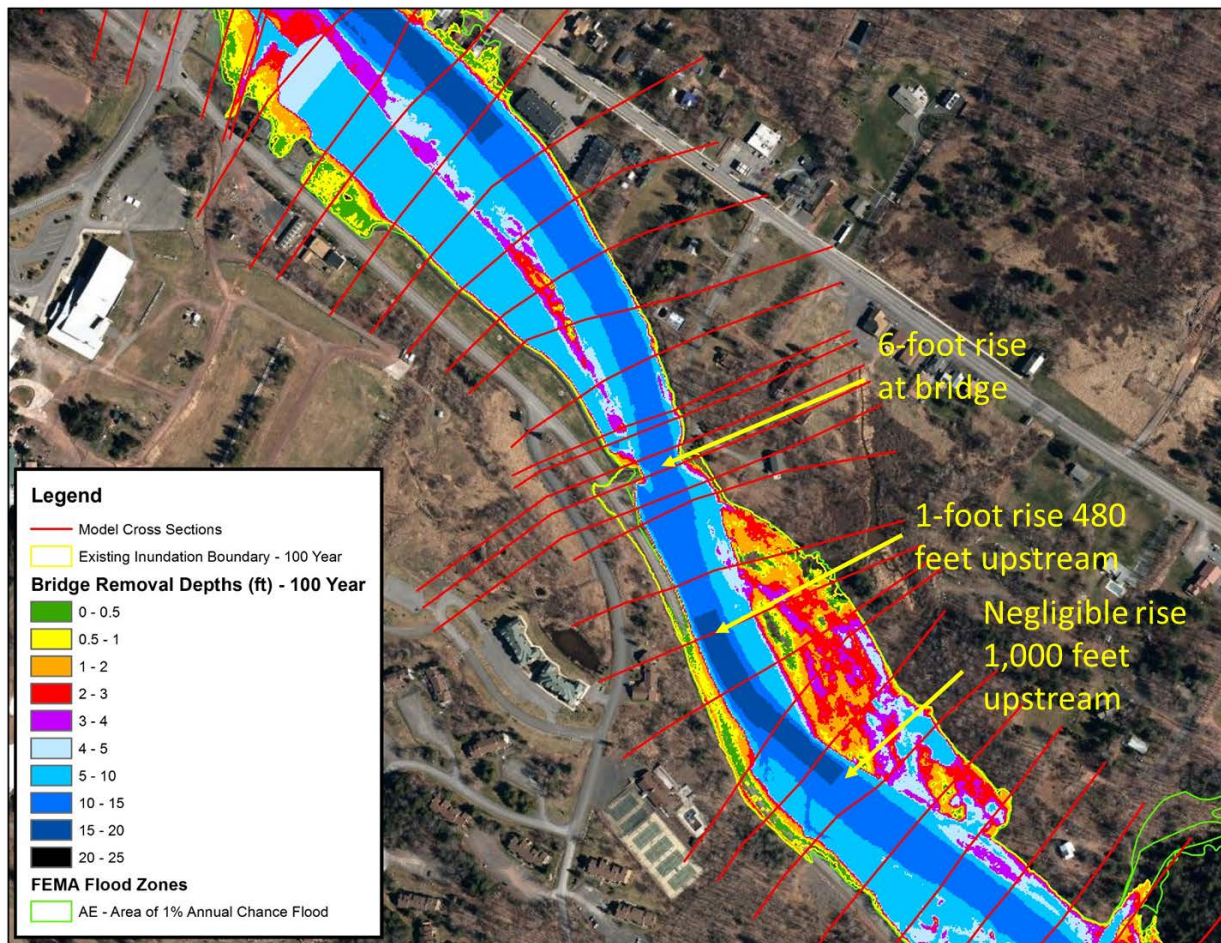 6-foot rise
at bridge
1-foot rise 480
feet upstream
Negligible rise
1,000 feet
upstream
Legend
Model Cross Sections
Existing Inundation Boundary - 100 Year
Bridge Removal Depths (ft) - 100 Year
0 - 0.5
0.5 - 1
1 - 2
2 - 3
3 - 4
4 - 5
5 - 10
10 - 15
15 - 20
20 - 25
FEMA Flood Zones
AE - Area of 1% Annual Chance Flood